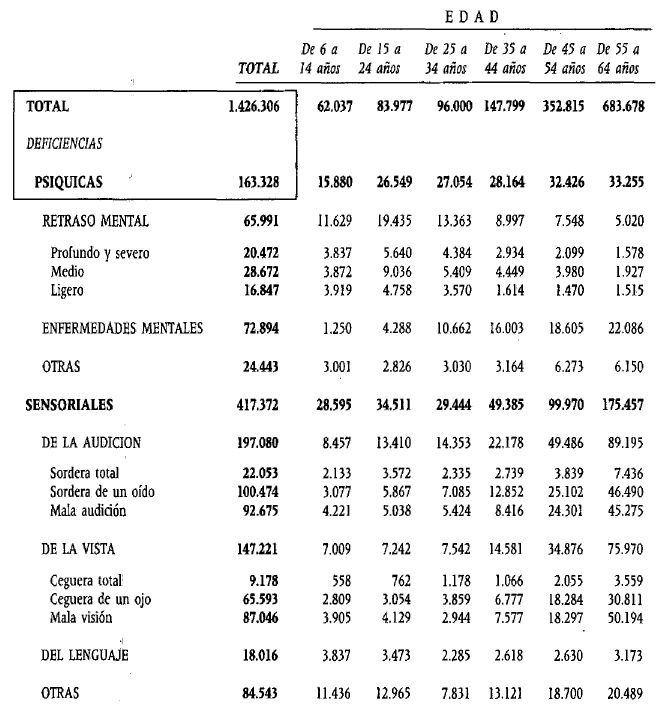 EDAD
De 6 a De 15 a De 25 a De 35 a De 45 a De 55 a
TOTAL 14 años 24 años 34 años 44 años 54 años 64 años
TOTAL 1.426.306 62.037 83.977 96.000 147.799 352.815 683.678
DEFICIENCIAS
PSIQUICAS 163.328 15.880 26.549 27.054 28.164 32.426 33.255
RETRASO MENTAL 65.991 11.629 19.435 13.363 8.997 7.548 5.020
Profundo y severo 20.472 3.837 5.640 4.384 2.934 2.099 1.578
Medio 28.672 3.872 9.036 5.409 4.449 3.980 1.927
Ligero 16.847 3.919 4.758 3.570 1.614 1.470 1.515
ENFERMEDADES MENTALES 72.894 1.250 4.288 10.662 16.003 18.605 22.086
OTRAS 24.443 3.001 2.826 3.030 3.164 6.273 6.150
SENSORIALES 417.372 28.595 34.511 29.444 49.385 99.970 175.457
DE LA AUDICION 197.080 8.457 13.410 14.353 22.178 49.486 89.195
Sordera total 22.053 2.133 3.572 2.335 2.739 3.839 7.436
Sordera de un oído 100.474 3.077 5.867 7.085 12.852 25.102 46.490
Mala audición 92.675 4.221 5.038 5.424 8.416 24.301 45.275
DE LA VISTA 147.221 7.009 7.242 7.542 14.581 34.876 75.970
Ceguera total 9.178 558 762 1.178 1.066 2.055 3.559
Ceguera de un ojo 65.593 2.809 3.054 3.859 6.777 18.284 30.811
Mala visión 87.046 3.905 4.129 2.944 7.577 18.297 50.194
DEL LENGUAJE 18.016 3.837 3.473 2.285 2.618 2.630 3.173
OTRAS 84.543 11.436 12.965 7.831 13.121 18.700 20.489